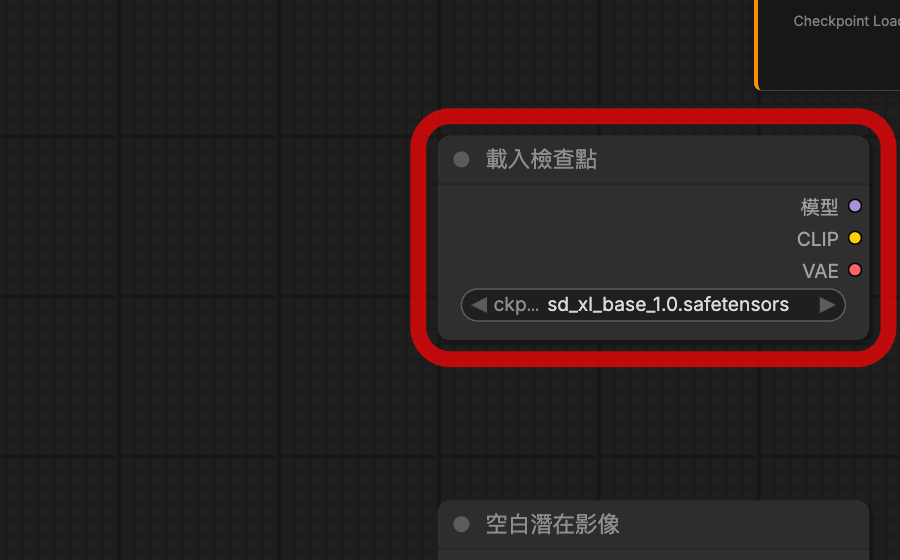 Checkpoint
載入檢查點
模型
CLIP
VAE
ckp... sd_xl_base_1.0.safetensors
空白潛在影像